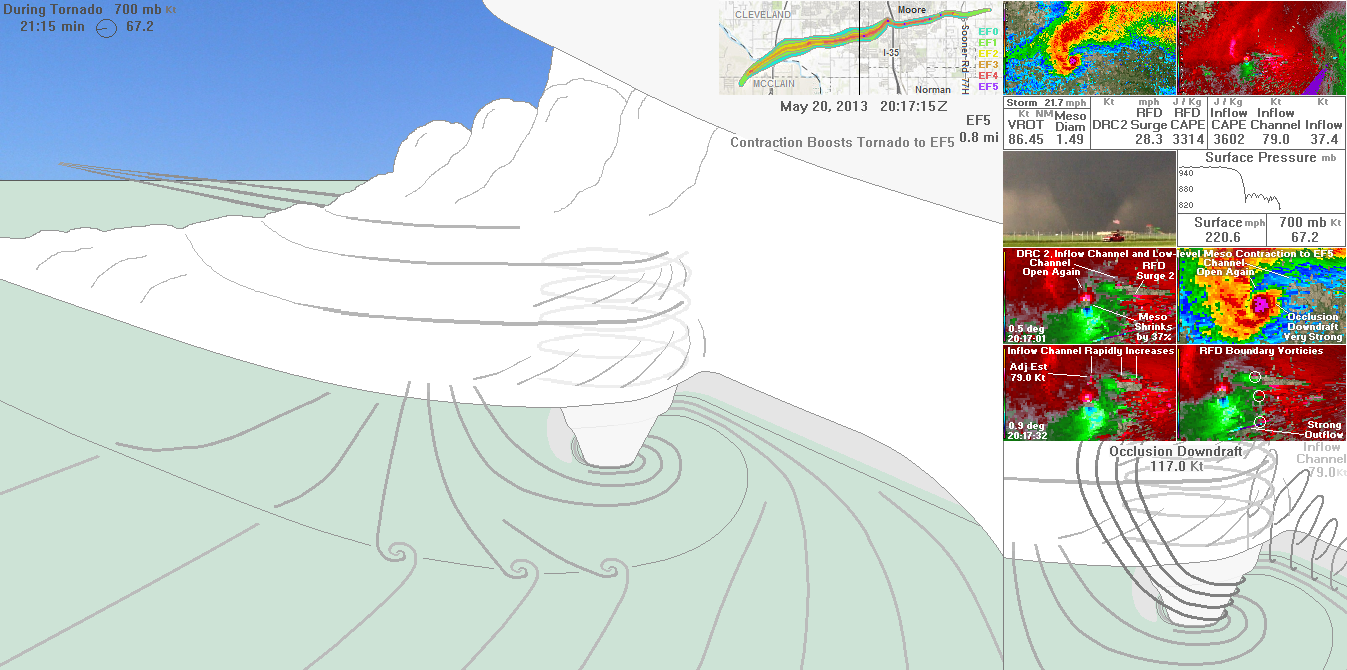 During Tornado 700 mb Kt
21:15 min 67.2
CLEVELAND
Moore
I-35
Sooner Rd
77H
MCCLAIN
Norman
EF0
EF1
EF2
EF3
EF4
EF5
May 20, 2013 20:17:15Z
EF5
0.8 mi
Contraction Boosts Tornado to EF5
Storm 21.7 mph
Kt NM
VROT Meso Diam
86.45 1.49
Kt mph J / Kg
DRC2 RFD Surge RFD CAPE
28.3 3314
J / Kg Kt Kt
Inflow CAPE Inflow Channel Inflow
3602 79.0 37.4
Surface Pressure mb
940
880
820
Surface mph
220.6
700 mb Kt
67.2
DRC 2, Inflow Channel and Low-level Meso Contraction to EF5
Channel
Open Again
RFD
Surge 2
Meso
Shrinks
by 37%
0.5 deg
20:17:01
Channel
Open Again
Occlusion
Downdraft
Very Strong
Inflow Channel Rapidly Increases
Adj Est
79.0 Kt
0.9 deg
20:17:32
RFD Boundary Vorticies
Strong
Outflow
Occlusion Downdraft
117.0 Kt
Inflow
Channel
79.0 Kt